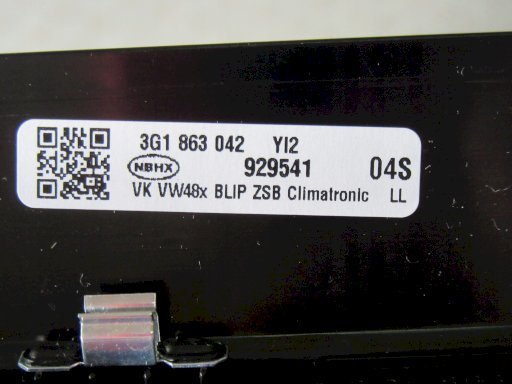 3G1 863 042 YI2
NBHX 929541 04S
VK VW48x BLIP ZSB Climatronic LL